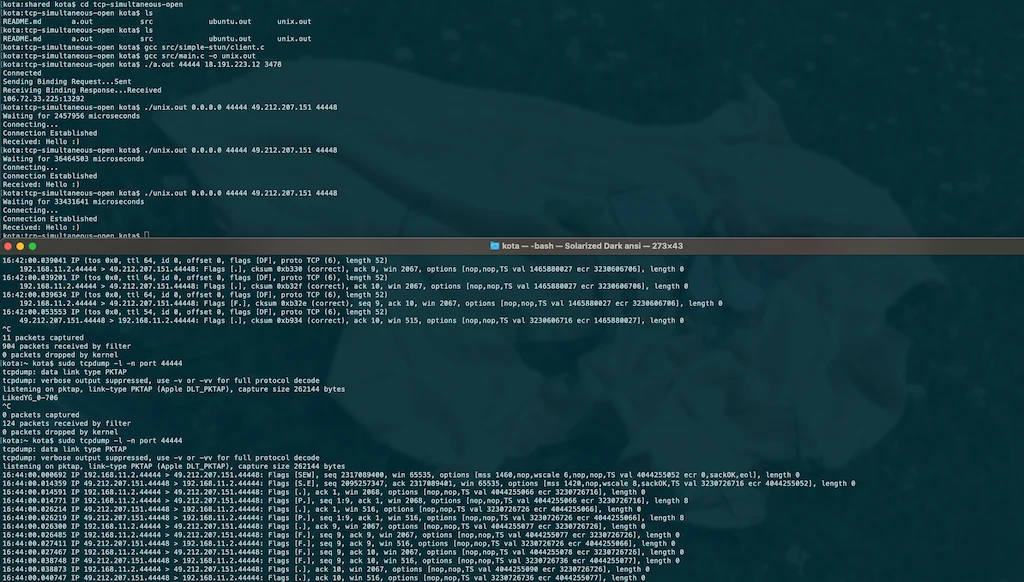 kota:shared kota$ cd tcp-simultaneous-open
kota:tcp-simultaneous-open kota$ ls
README.md a.out src ubuntu.out unix.out
kota:tcp-simultaneous-open kota$ ls
README.md a.out src ubuntu.out unix.out
kota:tcp-simultaneous-open kota$ gcc src/simple-stun/client.c
kota:tcp-simultaneous-open kota$ gcc src/main.c -o unix.out
kota:tcp-simultaneous-open kota$ ./a.out 44444 18.191.223.12 3478
Connected
Sending Binding Request...Sent
Receiving Binding Response...Received
106.72.33.225:13292
kota:tcp-simultaneous-open kota$ ./unix.out 0.0.0.0 44444 49.212.207.151 44448
Waiting for 2457956 microseconds
Connecting...
Connection Established
Received: Hello :)
kota:tcp-simultaneous-open kota$ ./unix.out 0.0.0.0 44444 49.212.207.151 44448
Waiting for 36464503 microseconds
Connecting...
Connection Established
Received: Hello :)
kota:tcp-simultaneous-open kota$ ./unix.out 0.0.0.0 44444 49.212.207.151 44448
Waiting for 33431641 microseconds
Connecting...
Connection Established
Received: Hello :)
kota:tcp-simultaneous-open kota$
kota — -bash — Solarized Dark ansi — 273×43
16:42:00.039041 IP (tos 0x0, ttl 64, id 0, offset 0, flags [DF], proto TCP (6), length 52)
192.168.11.2.44444 > 49.212.207.151.44448: Flags [.], cksum 0xb330 (correct), ack 9, win 2067, options [nop,nop,TS val 1465880027 ecr 3230606706], length 0
16:42:00.039201 IP (tos 0x0, ttl 64, id 0, offset 0, flags [DF], proto TCP (6), length 52)
192.168.11.2.44444 > 49.212.207.151.44448: Flags [.], cksum 0xb32f (correct), ack 10, win 2067, options [nop,nop,TS val 1465880027 ecr 3230606706], length 0
16:42:00.039634 IP (tos 0x0, ttl 64, id 0, offset 0, flags [DF], proto TCP (6), length 52)
192.168.11.2.44444 > 49.212.207.151.44448: Flags [F.], cksum 0xb32e (correct), seq 9, ack 10, win 2067, options [nop,nop,TS val 1465880027 ecr 3230606706], length 0
16:42:00.053553 IP (tos 0x0, ttl 54, id 0, offset 0, flags [DF], proto TCP (6), length 52)
49.212.207.151.44448 > 192.168.11.2.44444: Flags [.], cksum 0xb934 (correct), ack 10, win 515, options [nop,nop,TS val 3230606716 ecr 1465880027], length 0
^C
11 packets captured
904 packets received by filter
0 packets dropped by kernel
kota:~ kota$ sudo tcpdump -l -n port 44444
tcpdump: data link type PKTAP
tcpdump: verbose output suppressed, use -v or -vv for full protocol decode
listening on pktap, link-type PKTAP (Apple DLT_PKTAP), capture size 262144 bytes
LikedYG_0-706
^C
0 packets captured
124 packets received by filter
0 packets dropped by kernel
kota:~ kota$ sudo tcpdump -l -n port 44444
tcpdump: data link type PKTAP
tcpdump: verbose output suppressed, use -v or -vv for full protocol decode
listening on pktap, link-type PKTAP (Apple DLT_PKTAP), capture size 262144 bytes
16:44:00.000692 IP 192.168.11.2.44444 > 49.212.207.151.44448: Flags [SEW], seq 2317089400, win 65535, options [mss 1460,nop,wscale 6,nop,nop,TS val 4044255052 ecr 0,sackOK,eol], length 0
16:44:00.014359 IP 49.212.207.151.44448 > 192.168.11.2.44444: Flags [S.E], seq 2095257347, ack 2317089401, win 65535, options [mss 1420,nop,wscale 8,sackOK,TS val 3230726716 ecr 4044255052], length 0
16:44:00.014591 IP 192.168.11.2.44444 > 49.212.207.151.44448: Flags [.], ack 1, win 2068, options [nop,nop,TS val 4044255066 ecr 3230726716], length 0
16:44:00.014771 IP 192.168.11.2.44444 > 49.212.207.151.44448: Flags [P.], seq 1:9, ack 1, win 2068, options [nop,nop,TS val 4044255066 ecr 3230726716], length 8
16:44:00.026214 IP 49.212.207.151.44448 > 192.168.11.2.44444: Flags [.], ack 1, win 516, options [nop,nop,TS val 3230726726 ecr 4044255066], length 0
16:44:00.026219 IP 49.212.207.151.44448 > 192.168.11.2.44444: Flags [P.], seq 1:9, ack 1, win 516, options [nop,nop,TS val 3230726726 ecr 4044255066], length 8
16:44:00.026300 IP 192.168.11.2.44444 > 49.212.207.151.44448: Flags [.], ack 9, win 2067, options [nop,nop,TS val 4044255077 ecr 3230726726], length 0
16:44:00.026485 IP 192.168.11.2.44444 > 49.212.207.151.44448: Flags [F.], seq 9, ack 9, win 2067, options [nop,nop,TS val 4044255077 ecr 3230726726], length 0
16:44:00.027411 IP 49.212.207.151.44448 > 192.168.11.2.44444: Flags [F.], seq 9, ack 9, win 516, options [nop,nop,TS val 3230726726 ecr 4044255066], length 0
16:44:00.027467 IP 192.168.11.2.44444 > 49.212.207.151.44448: Flags [F.], seq 9, ack 10, win 2067, options [nop,nop,TS val 4044255078 ecr 3230726726], length 0
16:44:00.038748 IP 49.212.207.151.44448 > 192.168.11.2.44444: Flags [F.], seq 9, ack 10, win 516, options [nop,nop,TS val 3230726736 ecr 4044255077], length 0
16:44:00.038873 IP 192.168.11.2.44444 > 49.212.207.151.44448: Flags [.], ack 10, win 2067, options [nop,nop,TS val 4044255090 ecr 3230726736], length 0
16:44:00.040747 IP 49.212.207.151.44448 > 192.168.11.2.44444: Flags [.], ack 10, win 516, options [nop,nop,TS val 3230726736 ecr 4044255077], length 0